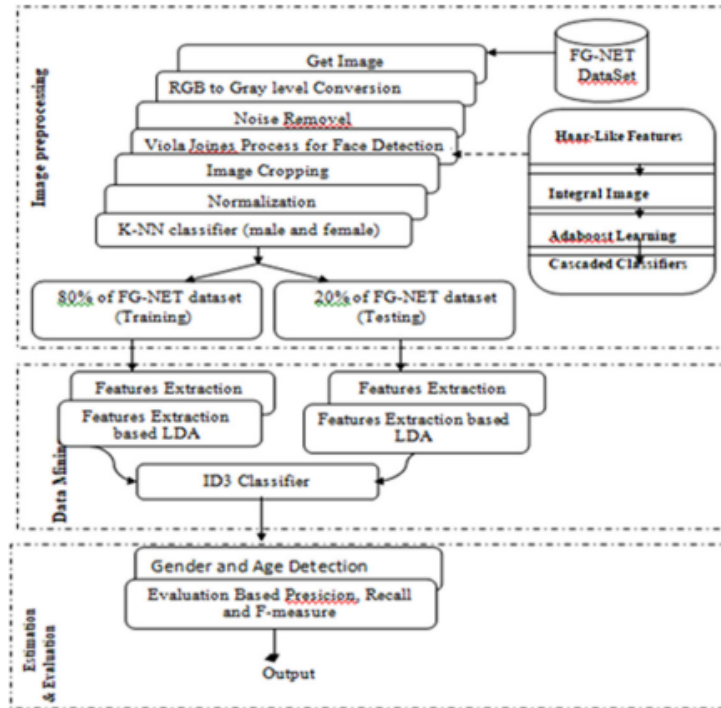 Image preprocessing
Get Image
RGB to Gray level Conversion
Noise Removel
Viola Joines Process for Face Detection
Image Cropping
Normalization
K-NN classifier (male and female)
FG-NET
DataSet
Haar-Like Features
Integral Image
Adaboost Learning
Cascaded Classifiers
80% of FG-NET dataset
(Training)
20% of FG-NET dataset
(Testing)
Data Mining
Features Extraction
Features Extraction
based LDA
Features Extraction
Features Extraction based
LDA
ID3 Classifier
Estimation
& Evaluation
Gender and Age Detection
Evaluation Based Presicion, Recall
and F-measure
Output